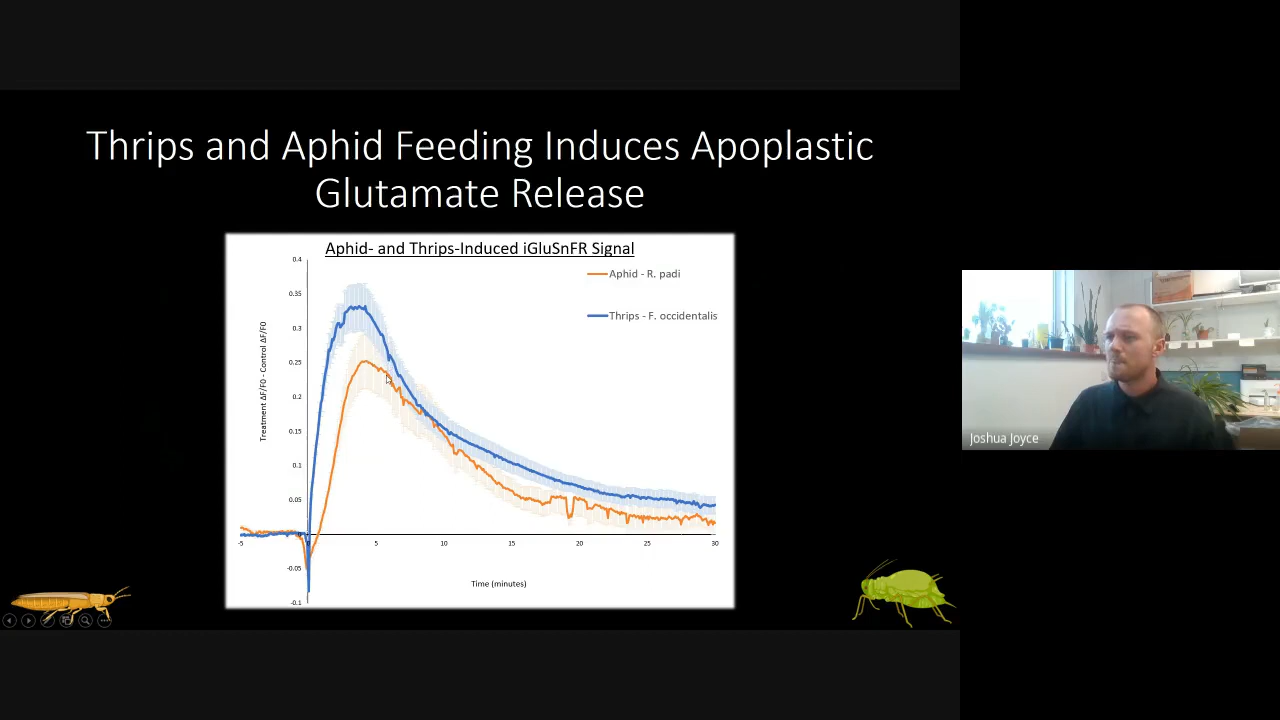 Thrips and Aphid Feeding Induces Apoplastic
Glutamate Release
Aphid- and Thrips-Induced iGluSnFR Signal
Aphid - R. padi
Thrips - F. occidentalis
Treatment ΔF/F0 - Control ΔF/F0
0.4
0.35
0.3
0.25
0.2
0.15
0.1
0.05
0
-0.05
-0.1
-5
5
10
15
20
25
30
Time (minutes)
Joshua Joyce